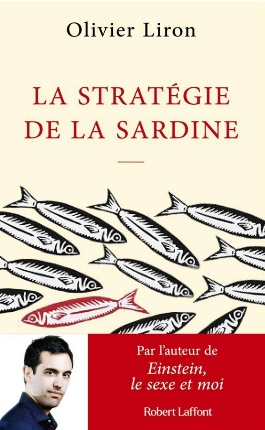 Olivier Liron
LA STRATÉGIE
DE LA SARDINE
Par l'auteur de
Einstein,
le sexe et moi
Robert Laffont